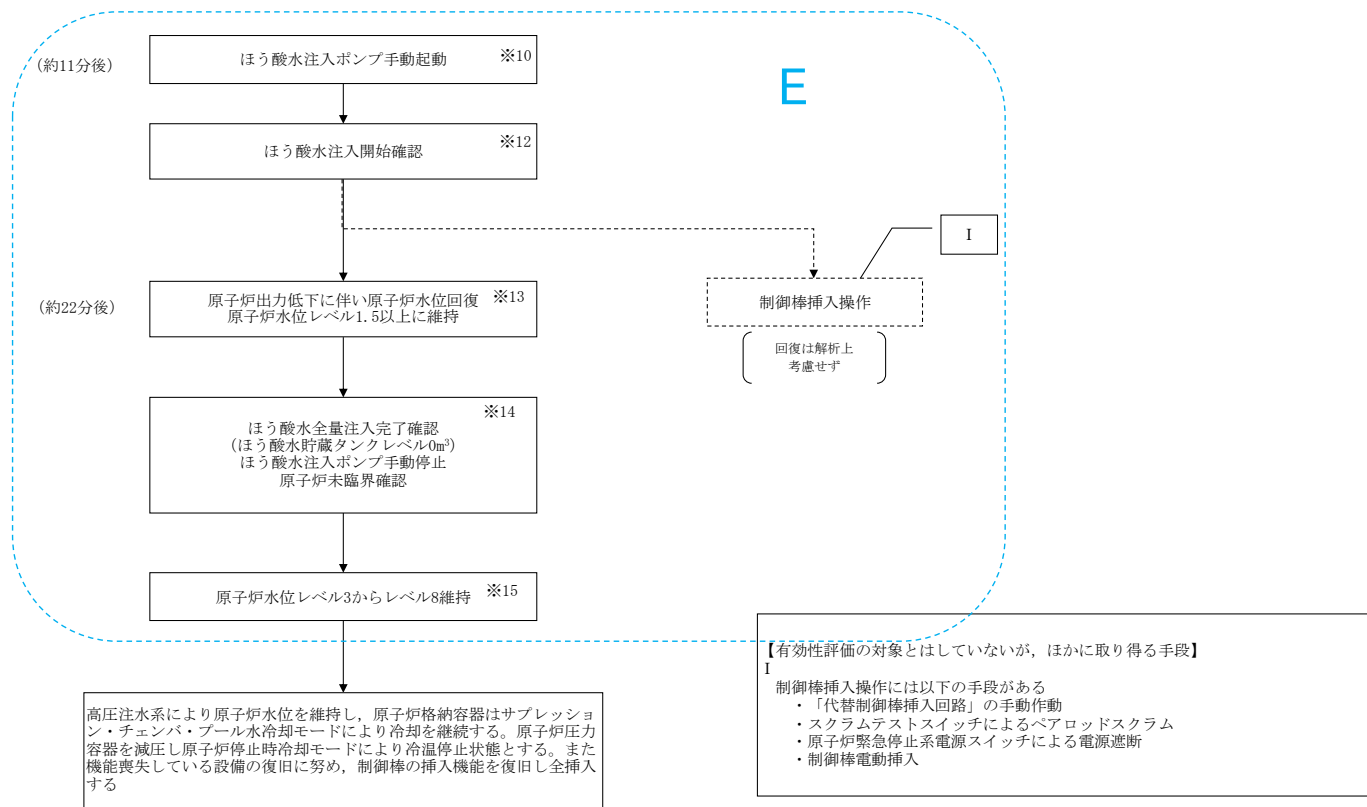 (約11分後)
ほう酸水注入ポンプ手動起動
※10
E
ほう酸水注入開始確認
※12
I
(約22分後)
原子炉出力低下に伴い原子炉水位回復
原子炉水位レベル1.5以上に維持
※13
制御棒挿入操作
回復は解析上
考慮せず
※14
ほう酸水全量注入完了確認
(ほう酸水貯蔵タンクレベル0m³)
ほう酸水注入ポンプ手動停止
原子炉未臨界確認
原子炉水位レベル3からレベル8維持
※15
高圧注水系により原子炉水位を維持し，原子炉格納容器はサプレッショ
ン・チェンバ・プール水冷却モードにより冷却を継続する。原子炉圧力
容器を減圧し原子炉停止時冷却モードにより冷温停止状態とする。また
機能喪失している設備の復旧に努め，制御棒の挿入機能を復旧し全挿入
する
【有効性評価の対象とはしていないが，ほかに取り得る手段】
I
制御棒挿入操作には以下の手段がある
・「代替制御棒挿入回路」の手動作動
・スクラムテストスイッチによるペアロッドスクラム
・原子炉緊急停止系電源スイッチによる電源遮断
・制御棒電動挿入